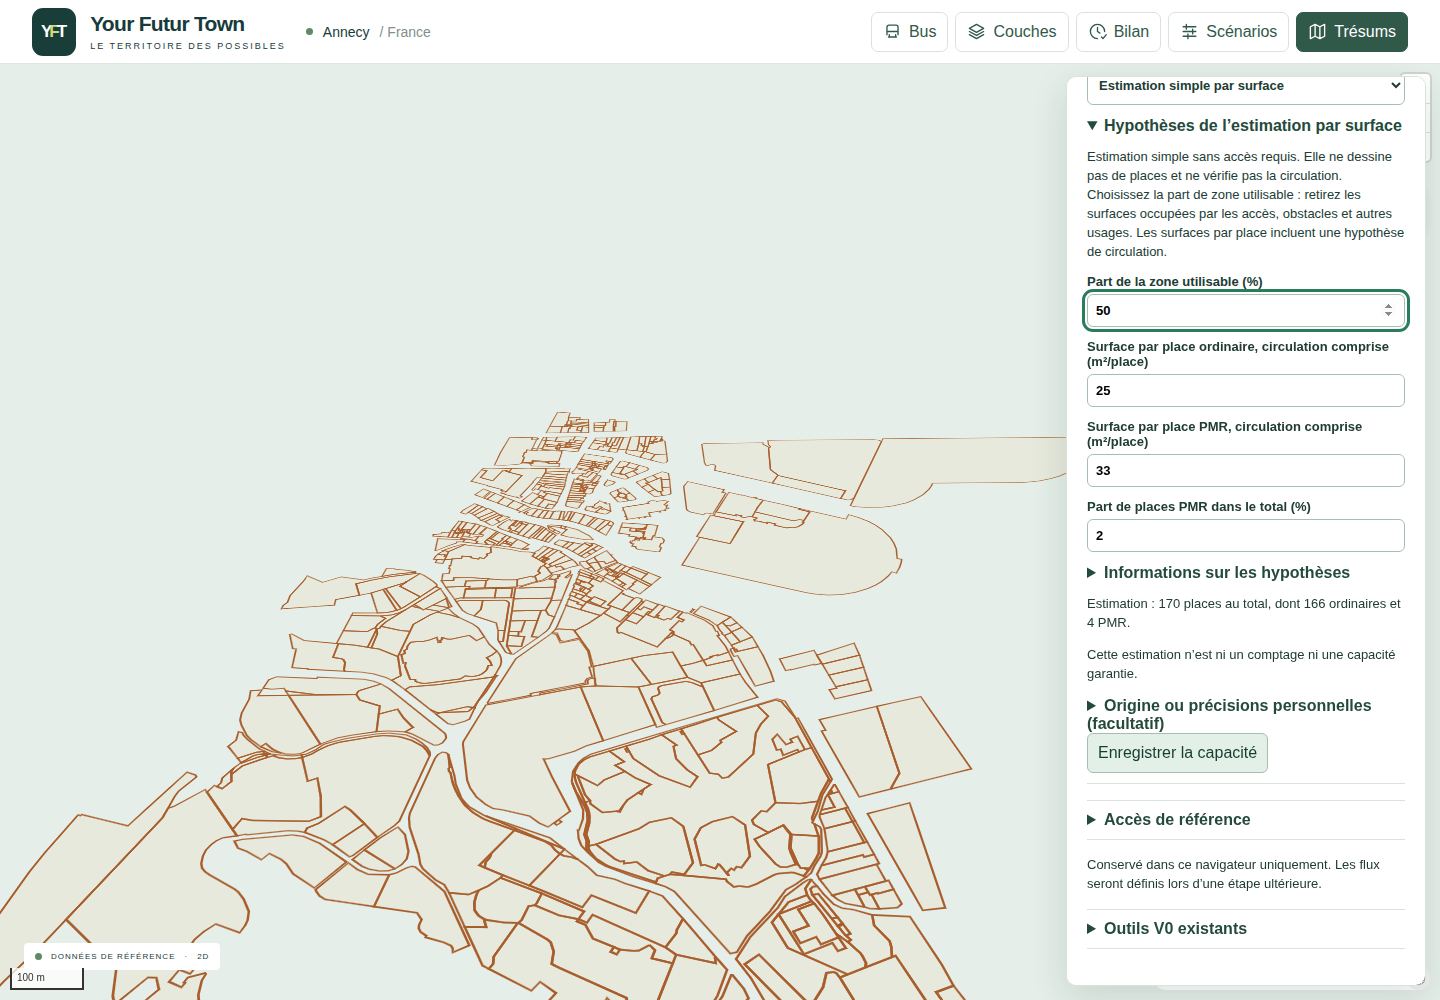 YFT
Your Futur Town
LE TERRITOIRE DES POSSIBLES
Annecy / France
Bus
Couches
Bilan
Scénarios
Trésums
Estimation simple par surface
Hypothèses de l’estimation par surface
Estimation simple sans accès requis. Elle ne dessine
pas de places et ne vérifie pas la circulation.
Choisissez la part de zone utilisable : retirez les
surfaces occupées par les accès, obstacles et autres
usages. Les surfaces par place incluent une hypothèse
de circulation.
Part de la zone utilisable (%)
50
Surface par place ordinaire, circulation comprise
(m²/place)
25
Surface par place PMR, circulation comprise
(m²/place)
33
Part de places PMR dans le total (%)
2
Informations sur les hypothèses
Estimation : 170 places au total, dont 166 ordinaires et
4 PMR.
Cette estimation n’est ni un comptage ni une capacité
garantie.
Origine ou précisions personnelles
(facultatif)
Enregistrer la capacité
Accès de référence
Conservé dans ce navigateur uniquement. Les flux
seront définis lors d’une étape ultérieure.
Outils V0 existants
DONNÉES DE RÉFÉRENCE · 2D
100 m